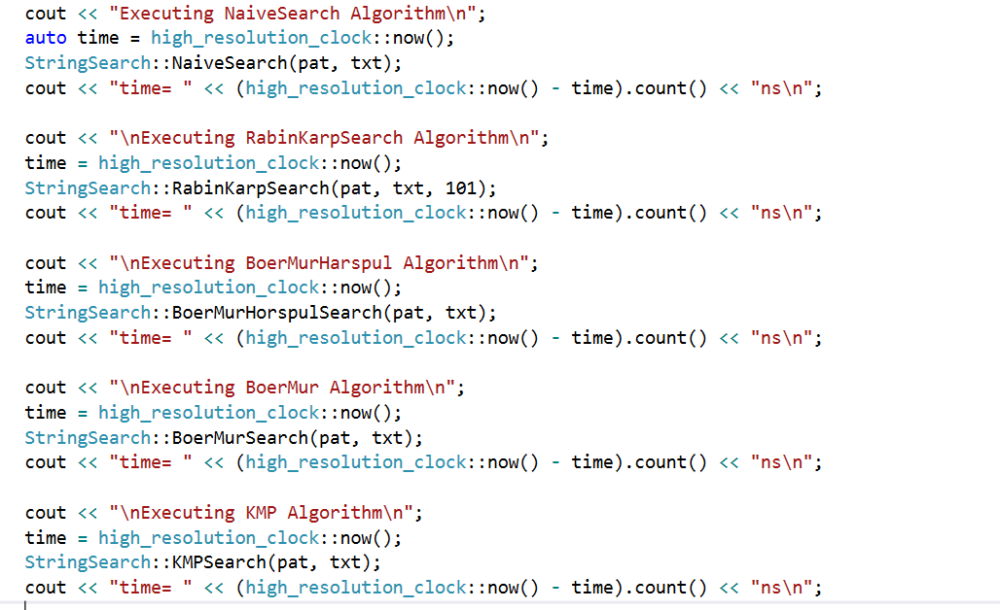 cout << "Executing NaiveSearch Algorithm\n";
auto time = high_resolution_clock::now();
StringSearch::NaiveSearch(pat, txt);
cout << "time= " << (high_resolution_clock::now() - time).count() << "ns\n";
cout << "\nExecuting RabinKarpSearch Algorithm\n";
time = high_resolution_clock::now();
StringSearch::RabinKarpSearch(pat, txt, 101);
cout << "time= " << (high_resolution_clock::now() - time).count() << "ns\n";
cout << "\nExecuting BoerMurHarspul Algorithm\n";
time = high_resolution_clock::now();
StringSearch::BoerMurHorspulSearch(pat, txt);
cout << "time= " << (high_resolution_clock::now() - time).count() << "ns\n";
cout << "\nExecuting BoerMur Algorithm\n";
time = high_resolution_clock::now();
StringSearch::BoerMurSearch(pat, txt);
cout << "time= " << (high_resolution_clock::now() - time).count() << "ns\n";
cout << "\nExecuting KMP Algorithm\n";
time = high_resolution_clock::now();
StringSearch::KMPSearch(pat, txt);
cout << "time= " << (high_resolution_clock::now() - time).count() << "ns\n";